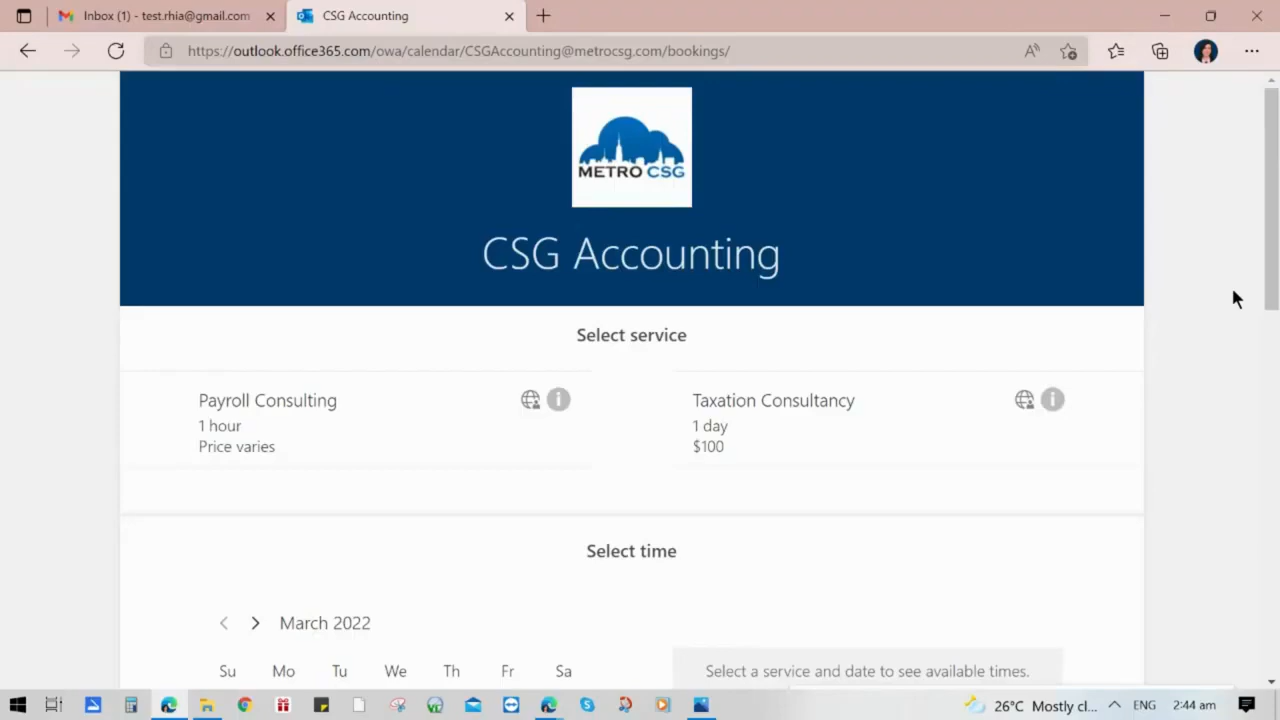 Inbox (1) - test.rhia@gmail.com
CSG Accounting
https://outlook.office365.com/owa/calendar/CSGAccounting@metrocsg.com/bookings/
METRO CSG
CSG Accounting
Select service
Payroll Consulting
1 hour
Price varies
Taxation Consultancy
1 day
$100
Select time
March 2022
Su Mo Tu We Th Fr Sa
Select a service and date to see available times.
26°C Mostly cl... ENG 2:44 am